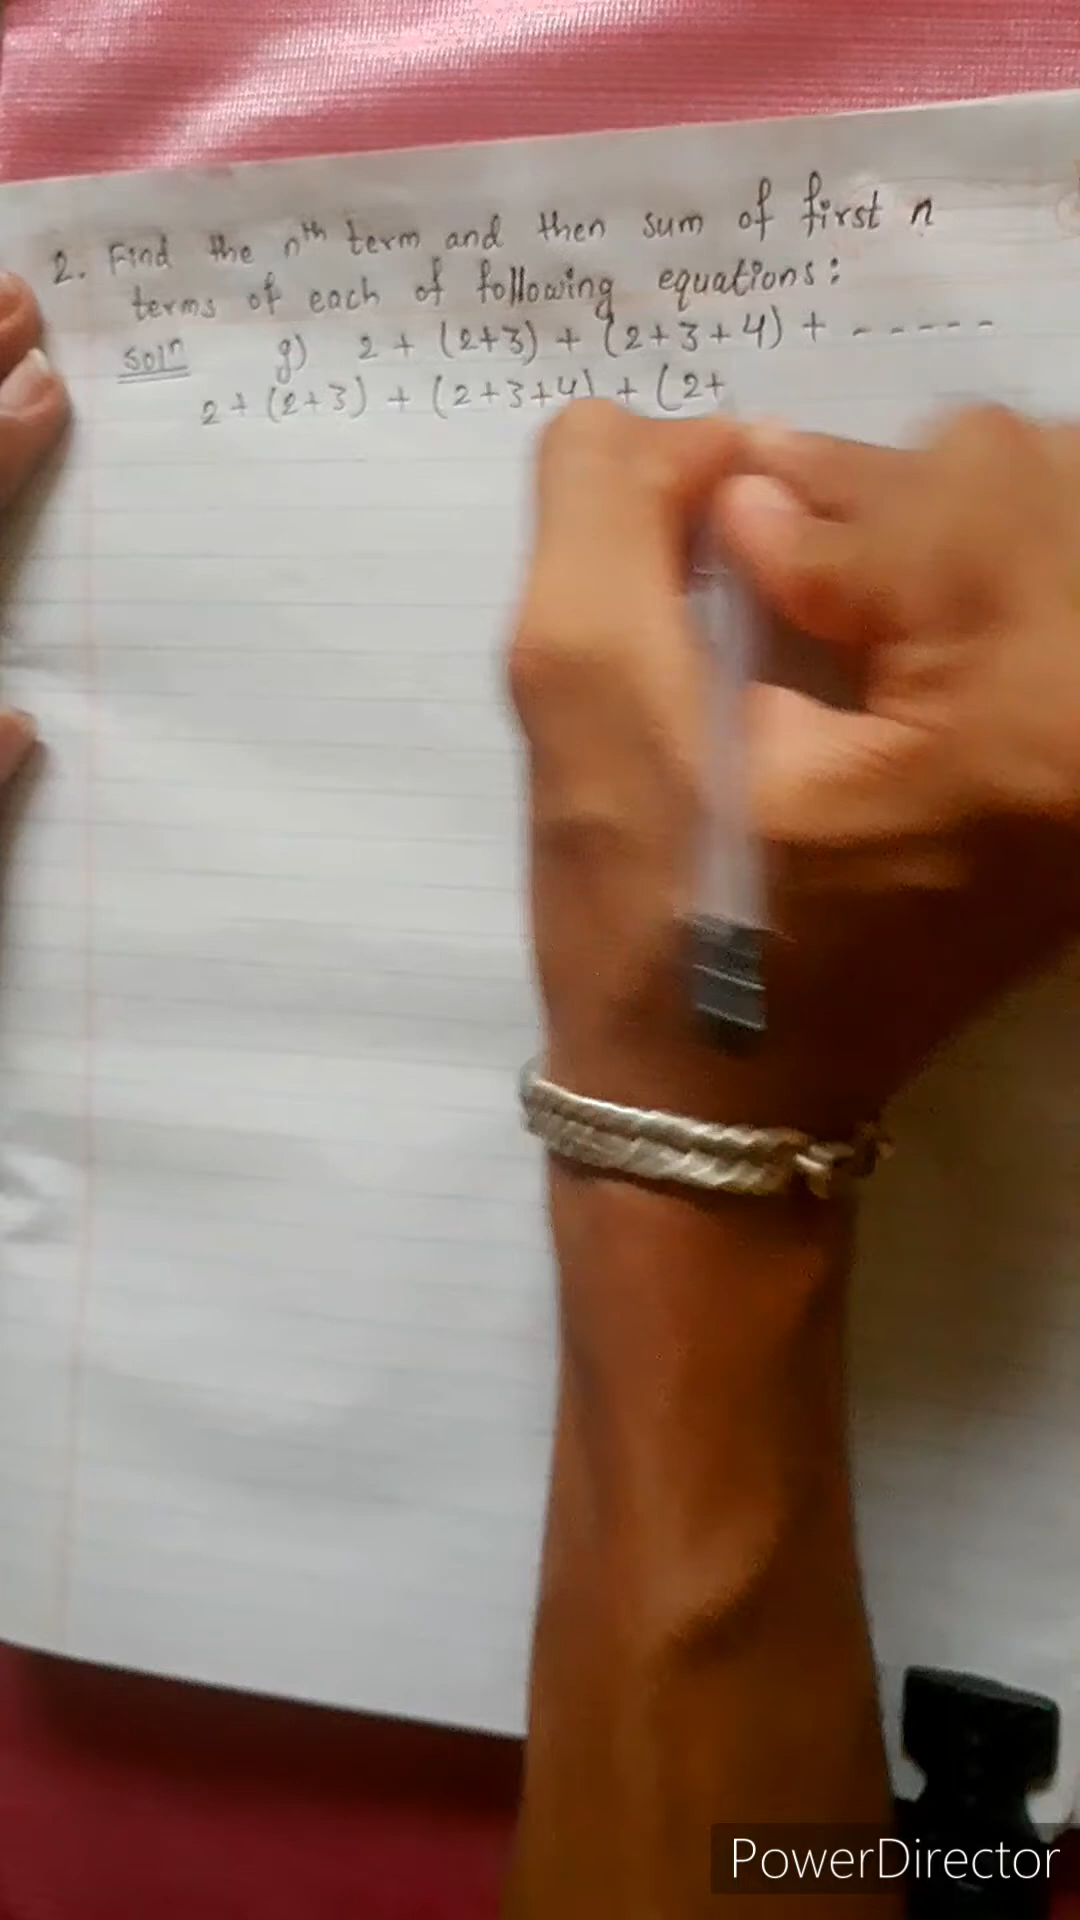 2. Find the nth term and then sum of first n
terms of each of following equations:
Soln g) 2 + (2+3) + (2+3+4) + ------
2 + (2+3) + (2+3+4) + (2+
PowerDirector